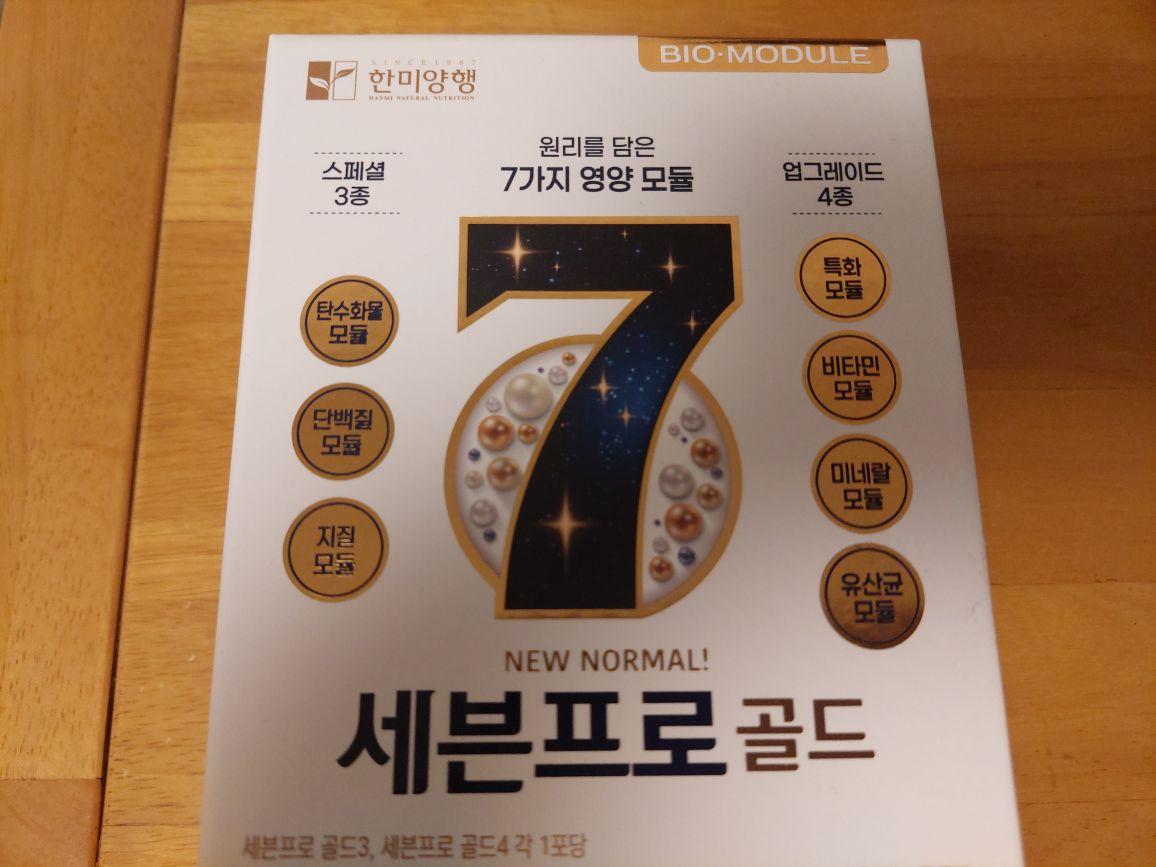 SINCE 1967
한미양행
HANMI NATURAL NUTRITION
BIO·MODULE
원리를 담은
7가지 영양 모듈
스페셜
3종
업그레이드
4종
탄수화물
모듈
단백질
모듈
지질
모듈
7
특화
모듈
비타민
모듈
미네랄
모듈
유산균
모듈
NEW NORMAL!
세븐프로 골드
세븐프로 골드3, 세븐프로 골드4 각 1포당